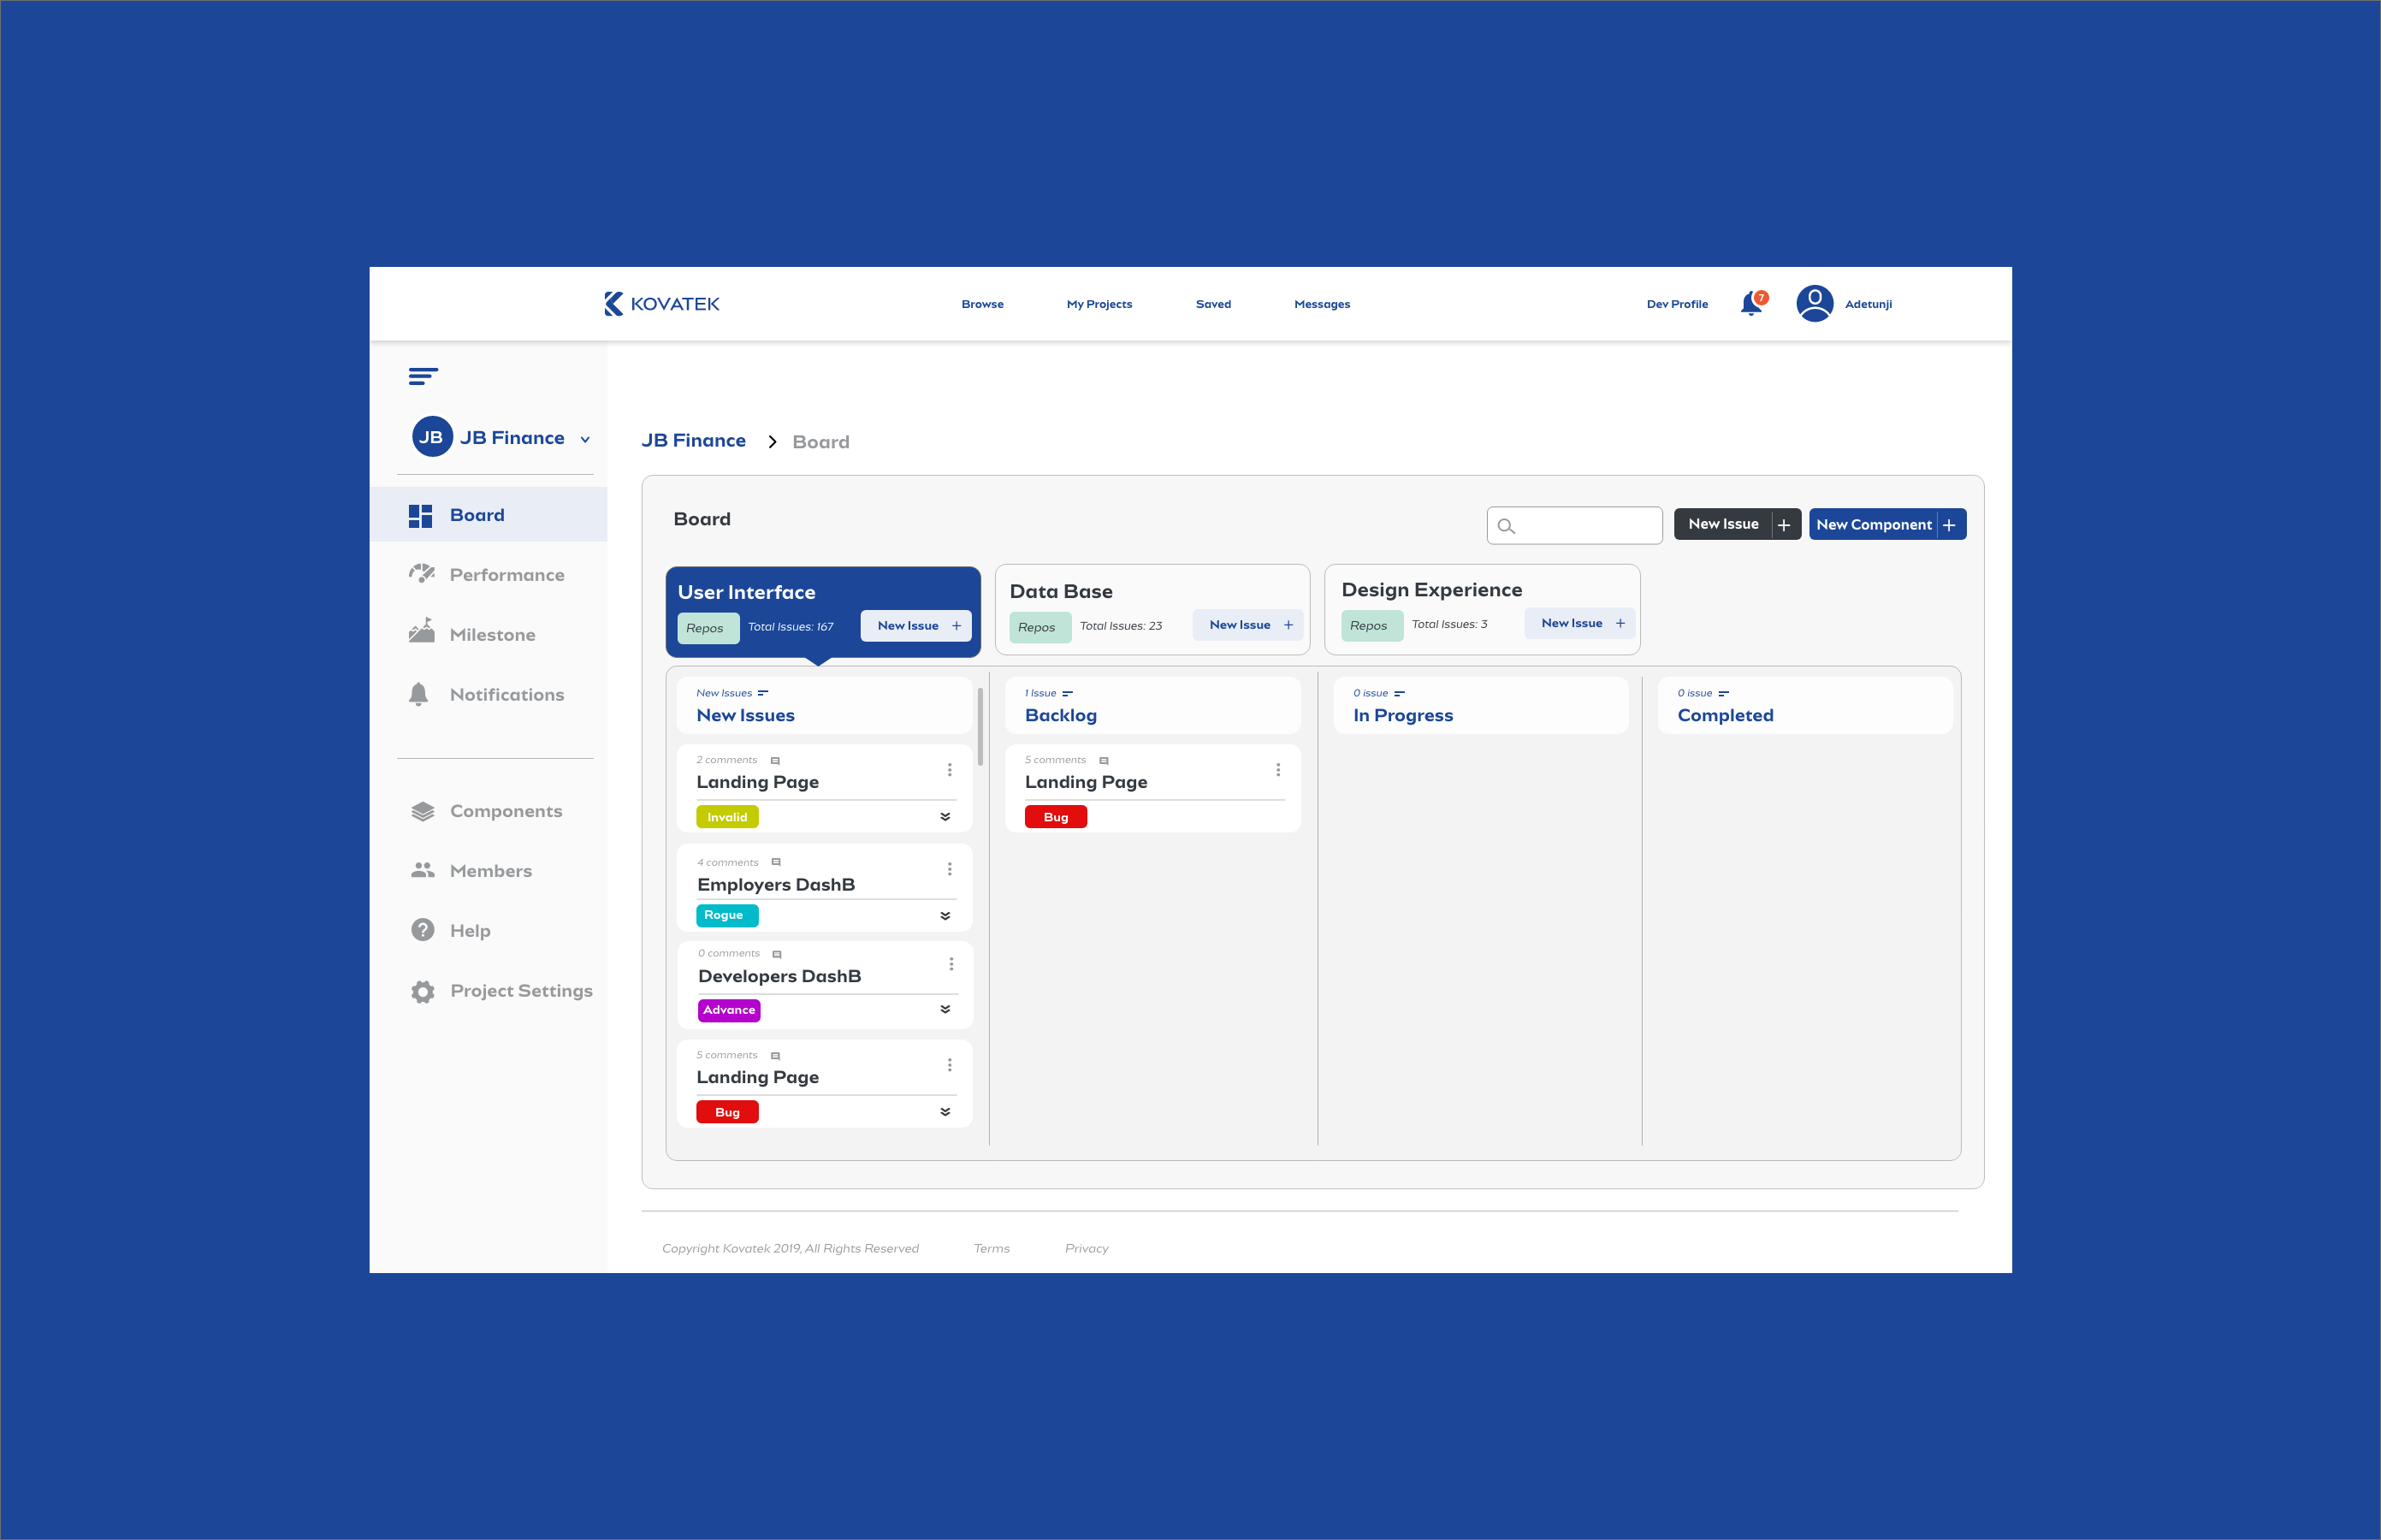 KOVATEK
Browse
My Projects
Saved
Messages
Dev Profile
7
Adetunji
JB
JB Finance
Board
Performance
Milestone
Notifications
Components
Members
Help
Project Settings
JB Finance
Board
Board
New Issue
New Component
User Interface
Repos
Total Issues: 167
New Issue
Data Base
Repos
Total Issues: 23
New Issue
Design Experience
Repos
Total Issues: 3
New Issue
New Issues
New Issues
2 comments
Landing Page
Invalid
4 comments
Employers DashB
Rogue
0 comments
Developers DashB
Advance
5 comments
Landing Page
Bug
1 Issue
Backlog
5 comments
Landing Page
Bug
0 issue
In Progress
0 issue
Completed
Copyright Kovatek 2019, All Rights Reserved
Terms
Privacy